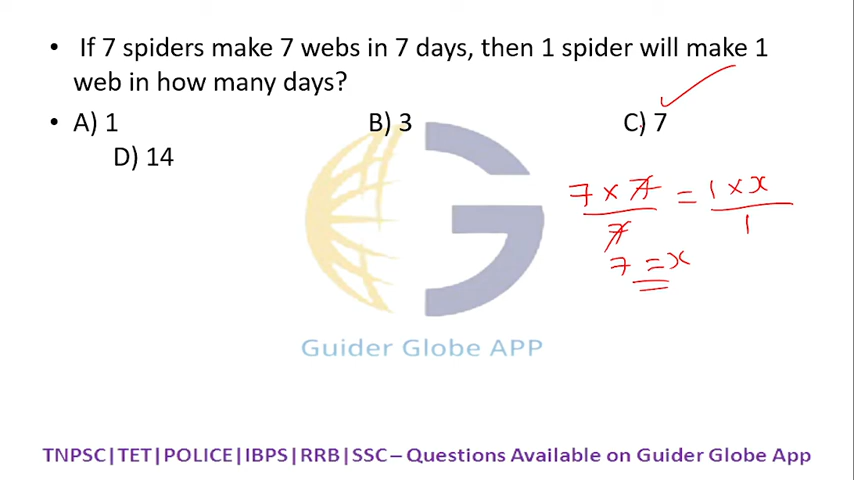 • If 7 spiders make 7 webs in 7 days, then 1 spider will make 1
web in how many days?
• A) 1 B) 3 C) 7
D) 14
7 × 7 = 1 × x
7 1
7 = x
Guider Globe APP
TNPSC|TET|POLICE|IBPS|RRB|SSC – Questions Available on Guider Globe App